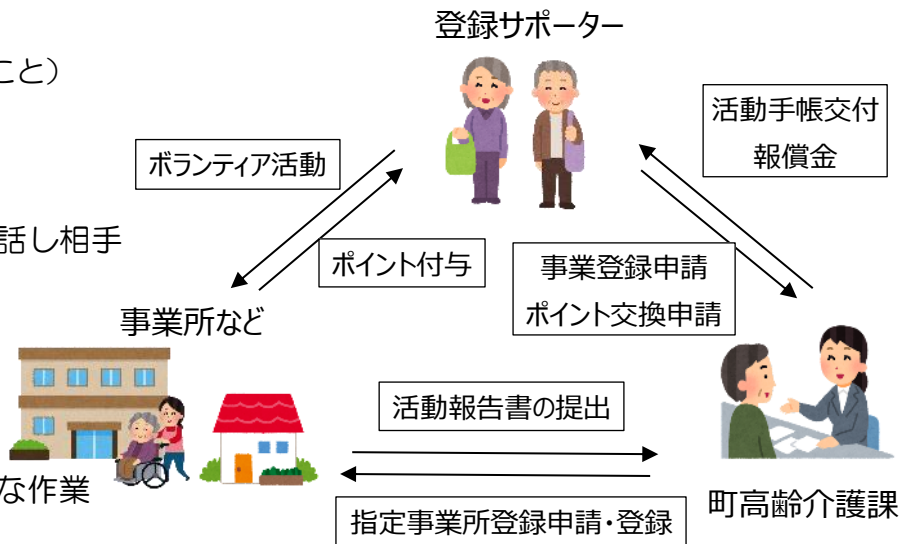 登録サポーター
こと）
活動手帳交付
報償金
ボランティア活動
話し相手
ポイント付与
事業登録申請
ポイント交換申請
事業所など
活動報告書の提出
な作業
町高齢介護課
指定事業所登録申請・登録